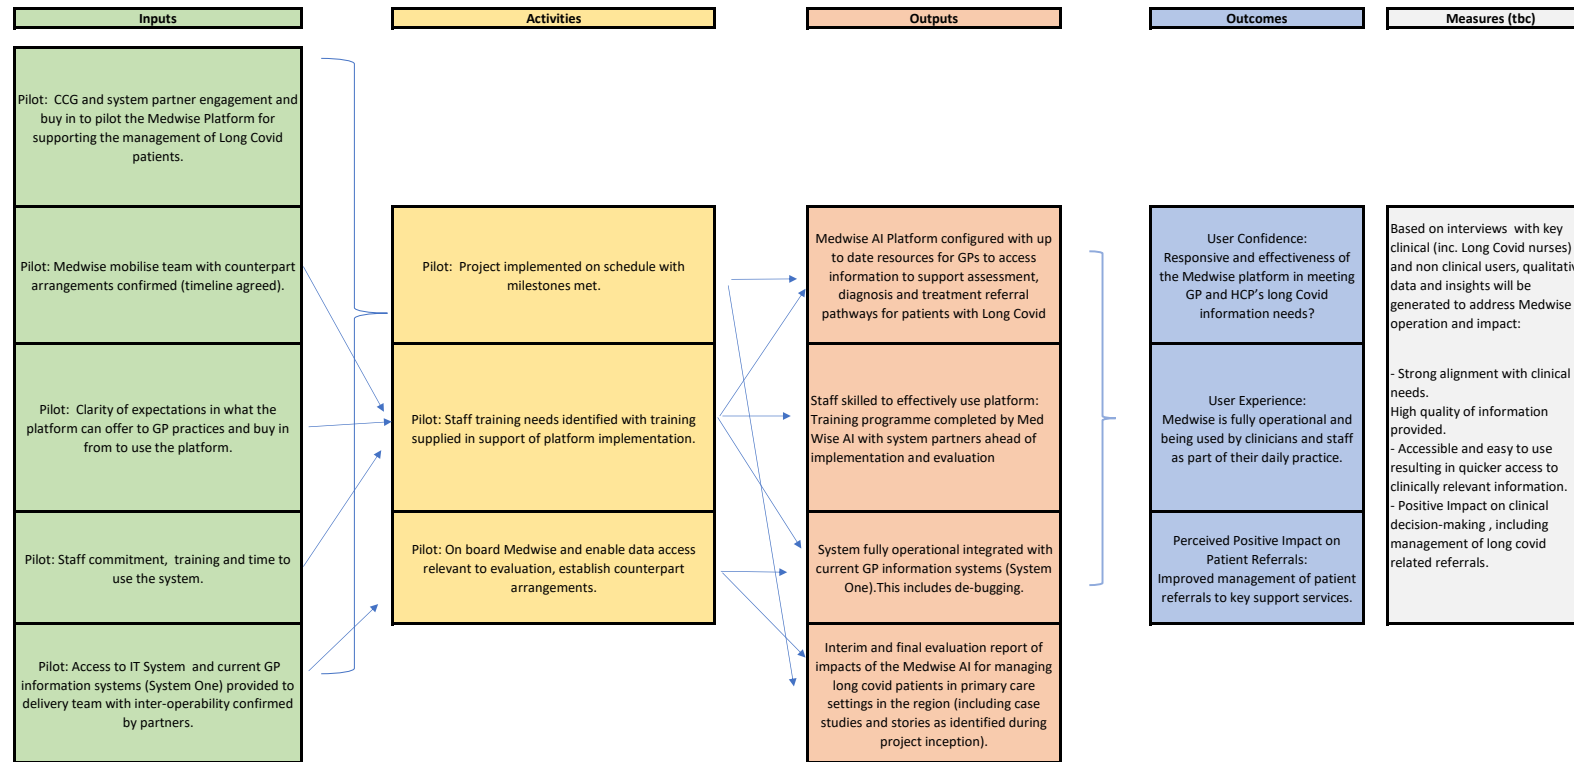 Inputs
Activities
Outputs
Outcomes
Measures (tbc)
Pilot: CCG and system partner engagement and
buy in to pilot the Medwise Platform for
supporting the management of Long Covid
patients.
Pilot: Medwise mobilise team with counterpart
arrangements confirmed (timeline agreed).
Pilot: Clarity of expectations in what the
platform can offer to GP practices and buy in
from to use the platform.
Pilot: Staff commitment, training and time to
use the system.
Pilot: Access to IT System and current GP
information systems (System One) provided to
delivery team with inter-operability confirmed
by partners.
Pilot: Project implemented on schedule with
milestones met.
Pilot: Staff training needs identified with training
supplied in support of platform implementation.
Pilot: On board Medwise and enable data access
relevant to evaluation, establish counterpart
arrangements.
Medwise AI Platform configured with up
to date resources for GPs to access
information to support assessment,
diagnosis and treatment referral
pathways for patients with Long Covid
Staff skilled to effectively use platform:
Training programme completed by Med
Wise AI with system partners ahead of
implementation and evaluation
System fully operational integrated with
current GP information systems (System
One).This includes de-bugging.
Interim and final evaluation report of
impacts of the Medwise AI for managing
long covid patients in primary care
settings in the region (including case
studies and stories as identified during
project inception).
User Confidence:
Responsive and effectiveness of
the Medwise platform in meeting
GP and HCP's long Covid
information needs?
User Experience:
Medwise is fully operational and
being used by clinicians and staff
as part of their daily practice.
Perceived Positive Impact on
Patient Referrals:
Improved management of patient
referrals to key support services.
Based on interviews with key
clinical (inc. Long Covid nurses)
and non clinical users, qualitativ
data and insights will be
generated to address Medwise
operation and impact:
- Strong alignment with clinical
needs.
High quality of information
provided.
- Accessible and easy to use
resulting in quicker access to
clinically relevant information.
- Positive Impact on clinical
decision-making , including
management of long covid
related referrals.